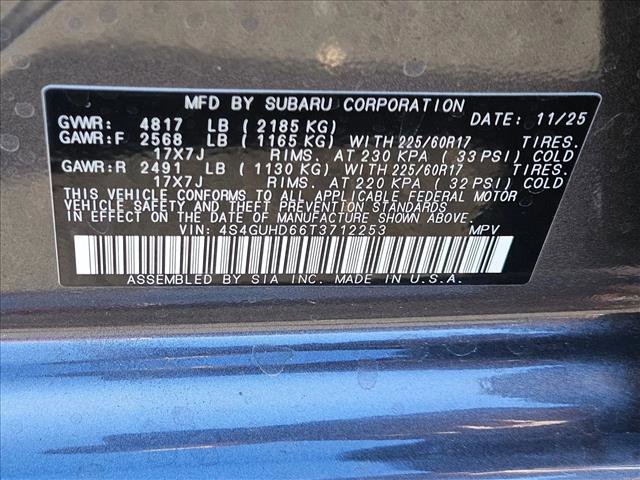 MFD BY SUBARU CORPORATION DATE: 11/25
GVWR: 4817 LB ( 2185 KG)
GAWR:F 2568 LB ( 1165 KG) WITH 225/60R17 TIRES.
17X7J RIMS. AT 230 KPA ( 33 PSI) COLD
GAWR:R 2491 LB ( 1130 KG) WITH 225/60R17 TIRES.
17X7J RIMS. AT 220 KPA ( 32 PSI) COLD
THIS VEHICLE CONFORMS TO ALL APPLICABLE FEDERAL MOTOR
VEHICLE SAFETY AND THEFT PREVENTION STANDARDS
IN EFFECT ON THE DATE OF MANUFACTURE SHOWN ABOVE.
VIN: 4S4GUHD66T3712253 MPV
ASSEMBLED BY SIA INC. MADE IN U.S.A.